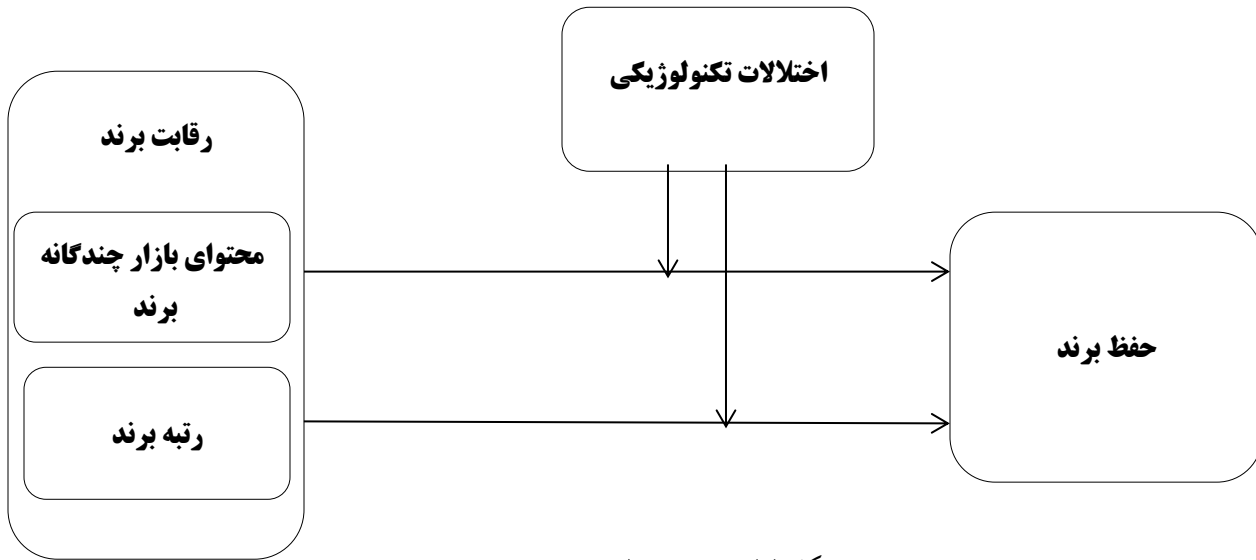 اختلالات تکنولوژیکی
رقابت برند
محتوای بازار چندگانه
برند
حفظ برند
رتبه برند